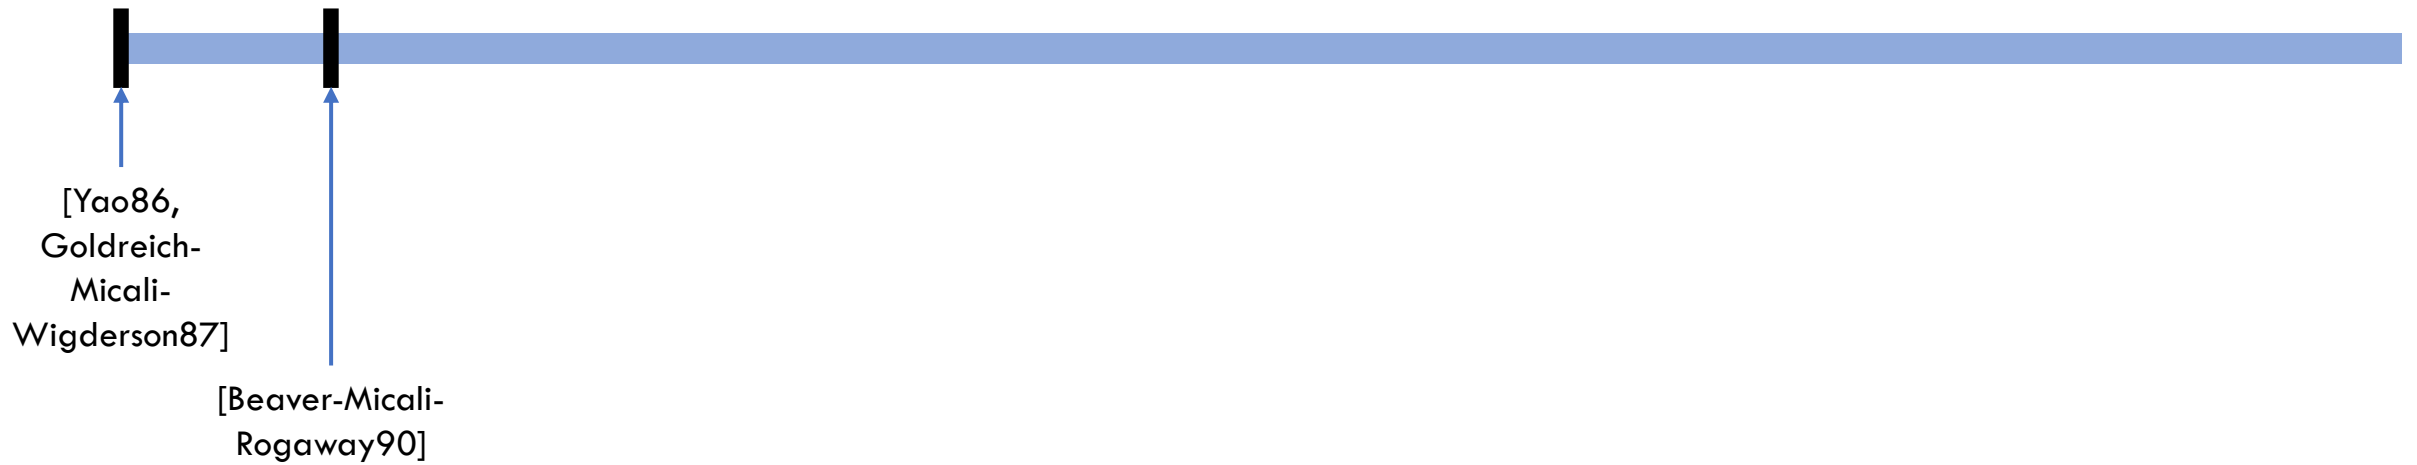 [Yao86,
Goldreich-
Micali-
Wigderson87]
[Beaver-Micali-
Rogaway90]